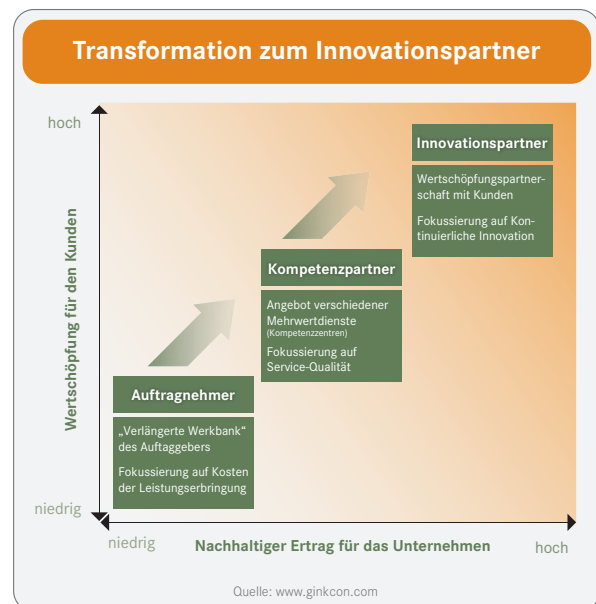 Transformation zum Innovationspartner
hoch
Wertschöpfung für den Kunden
niedrig
Innovationspartner
Wertschöpfungspartner-
schaft mit Kunden
Fokussierung auf Kon-
tinuierliche Innovation
Kompetenzpartner
Angebot verschiedener
Mehrwertdienste
(Kompetenzzentren)
Fokussierung auf
Service-Qualität
Auftragnehmer
„Verlängerte Werkbank“
des Auftaggebers
Fokussierung auf Kosten
der Leistungserbringung
niedrig
Nachhaltiger Ertrag für das Unternehmen
hoch
Quelle: www.ginkcon.com